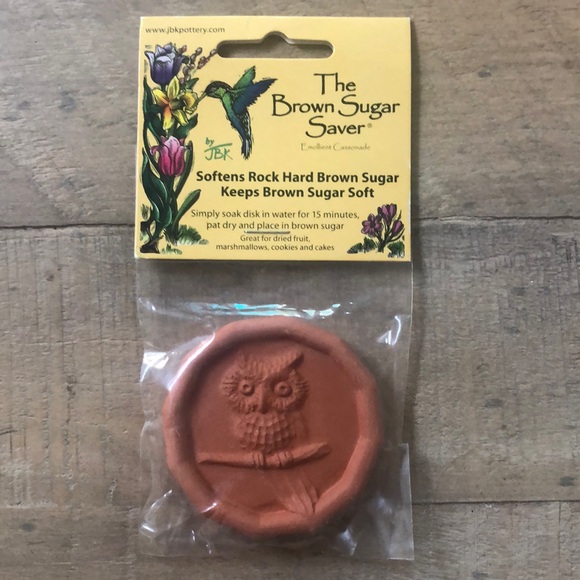 www.jbkpottery.com
The
Brown Sugar
Saver®
Emollient Cassonade
by
JBK
Softens Rock Hard Brown Sugar
Keeps Brown Sugar Soft
Simply soak disk in water for 15 minutes,
pat dry and place in brown sugar
Great for dried fruit,
marshmallows, cookies and cakes